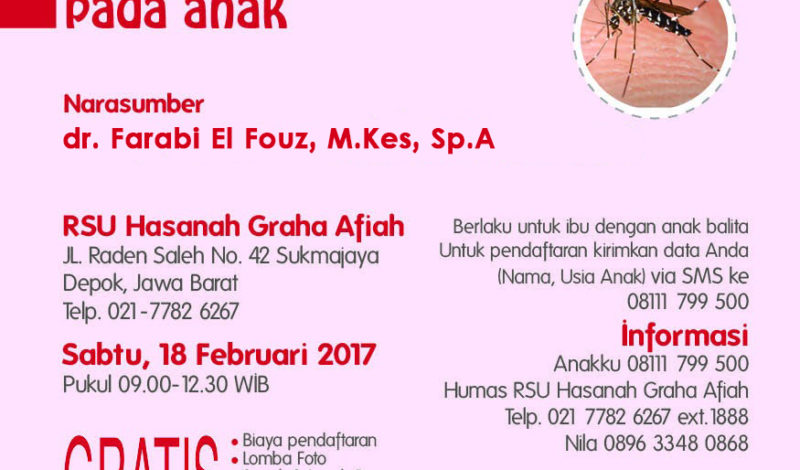 pada anak
Narasumber
dr. Farabi El Fouz, M.Kes, Sp.A
RSU Hasanah Graha Afiah
JL. Raden Saleh No. 42 Sukmajaya
Depok, Jawa Barat
Telp. 021-7782 6267
Sabtu, 18 Februari 2017
Pukul 09.00-12.30 WIB
Berlaku untuk ibu dengan anak balita
Untuk pendaftaran kirimkan data Anda
(Nama, Usia Anak) via SMS ke
08111 799 500
informasi
Anakku 08111 799 500
Humas RSU Hasanah Graha Afiah
Telp. 021 7782 6267 ext.1888
Nila 0896 3348 0868
GRATIS :
Biaya pendaftaran
Lomba Foto